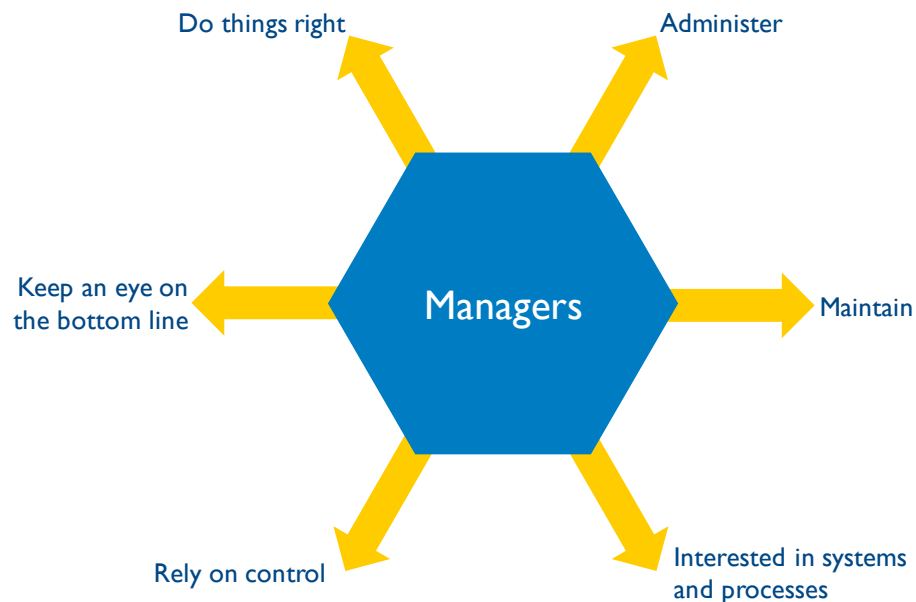 Do things right
Administer
Keep an eye on
the bottom line
Managers
Maintain
Rely on control
Interested in systems
and processes